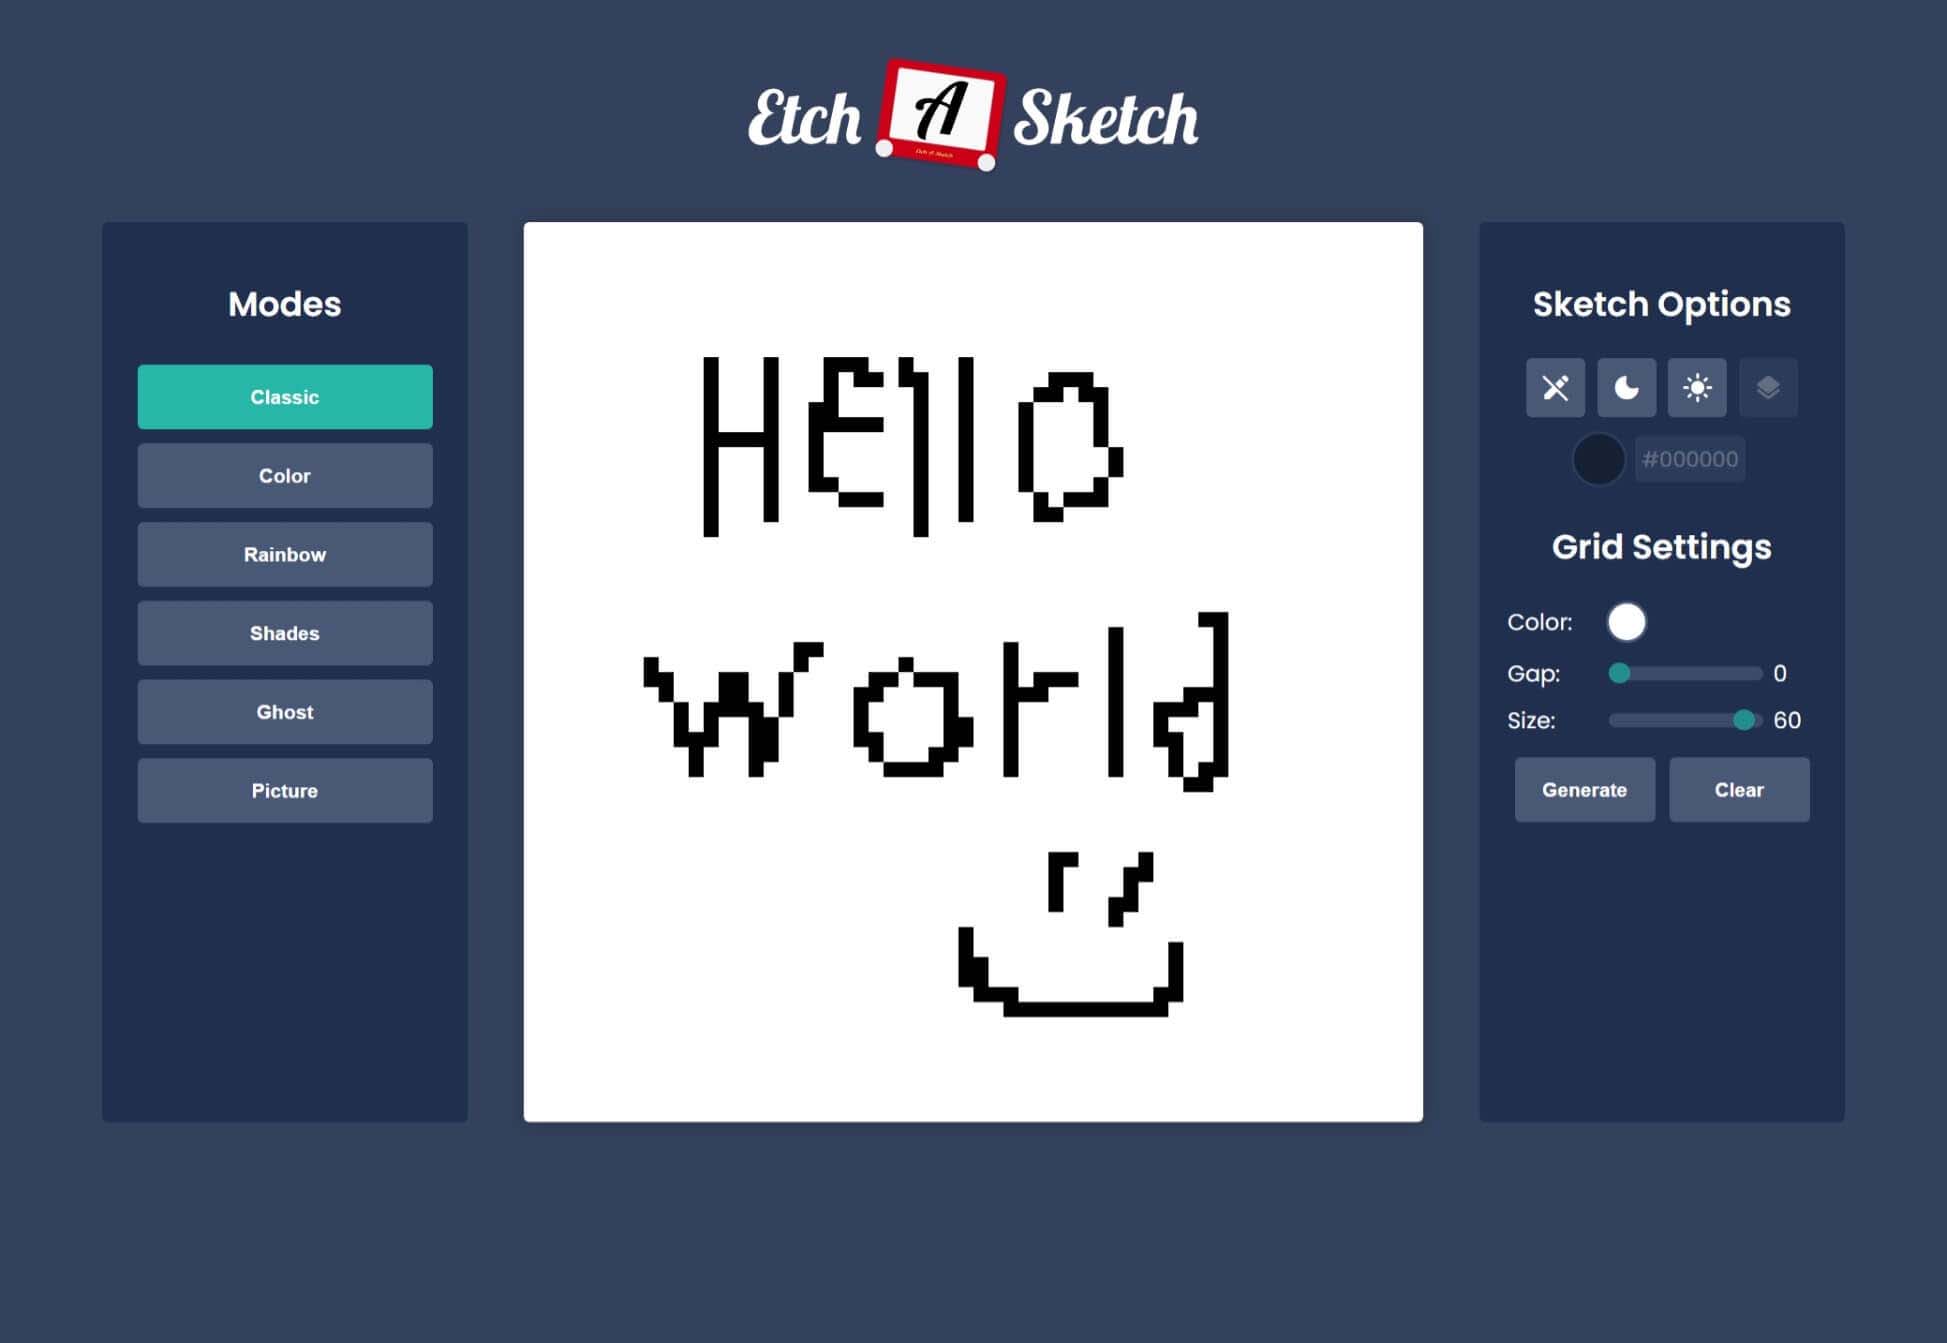 Etch A Sketch
Modes
Classic
Color
Rainbow
Shades
Ghost
Picture
Hello
world
Sketch Options
#000000
Grid Settings
Color:
Gap: 0
Size: 60
Generate Clear